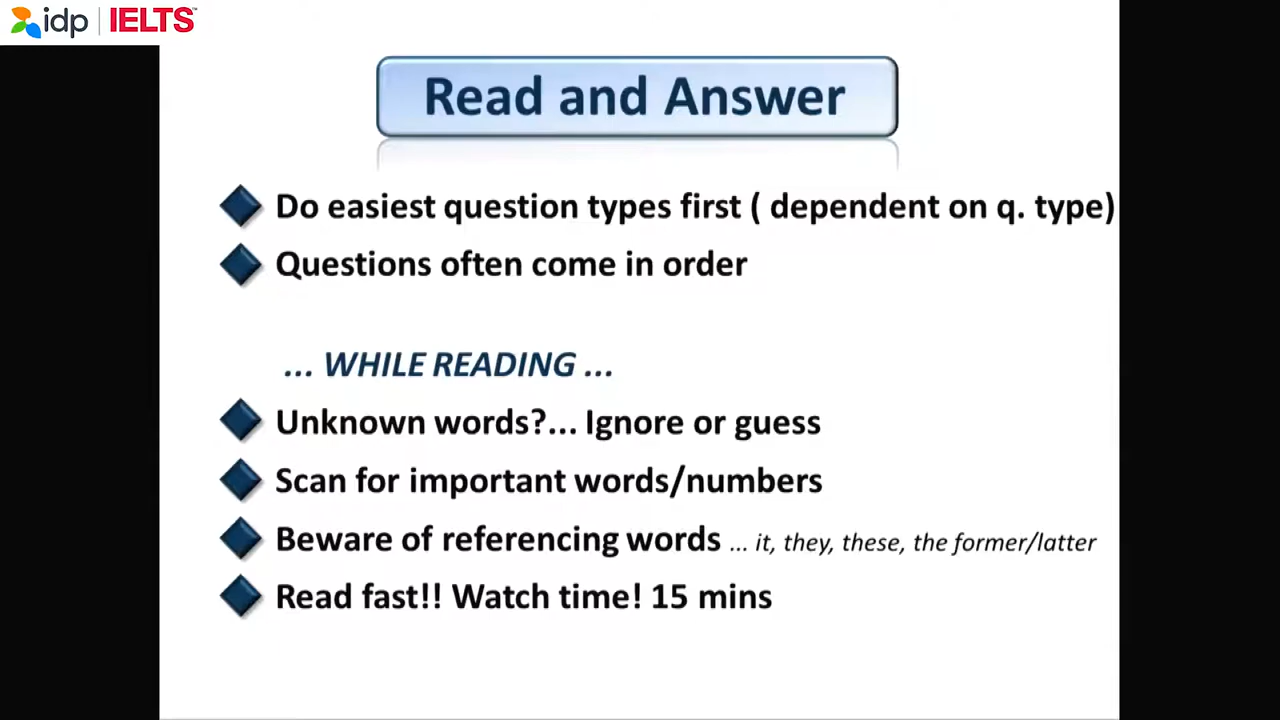 idp | IELTS™
Read and Answer
Do easiest question types first ( dependent on q. type)
Questions often come in order
... WHILE READING ...
Unknown words?... Ignore or guess
Scan for important words/numbers
Beware of referencing words ... it, they, these, the former/latter
Read fast!! Watch time! 15 mins